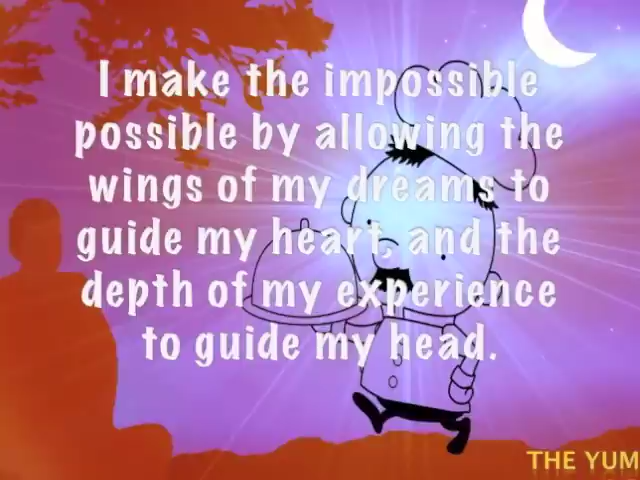 I make the impossible
possible by allowing the
wings of my dreams to
guide my heart, and the
depth of my experience
to guide my head.
THE YUM